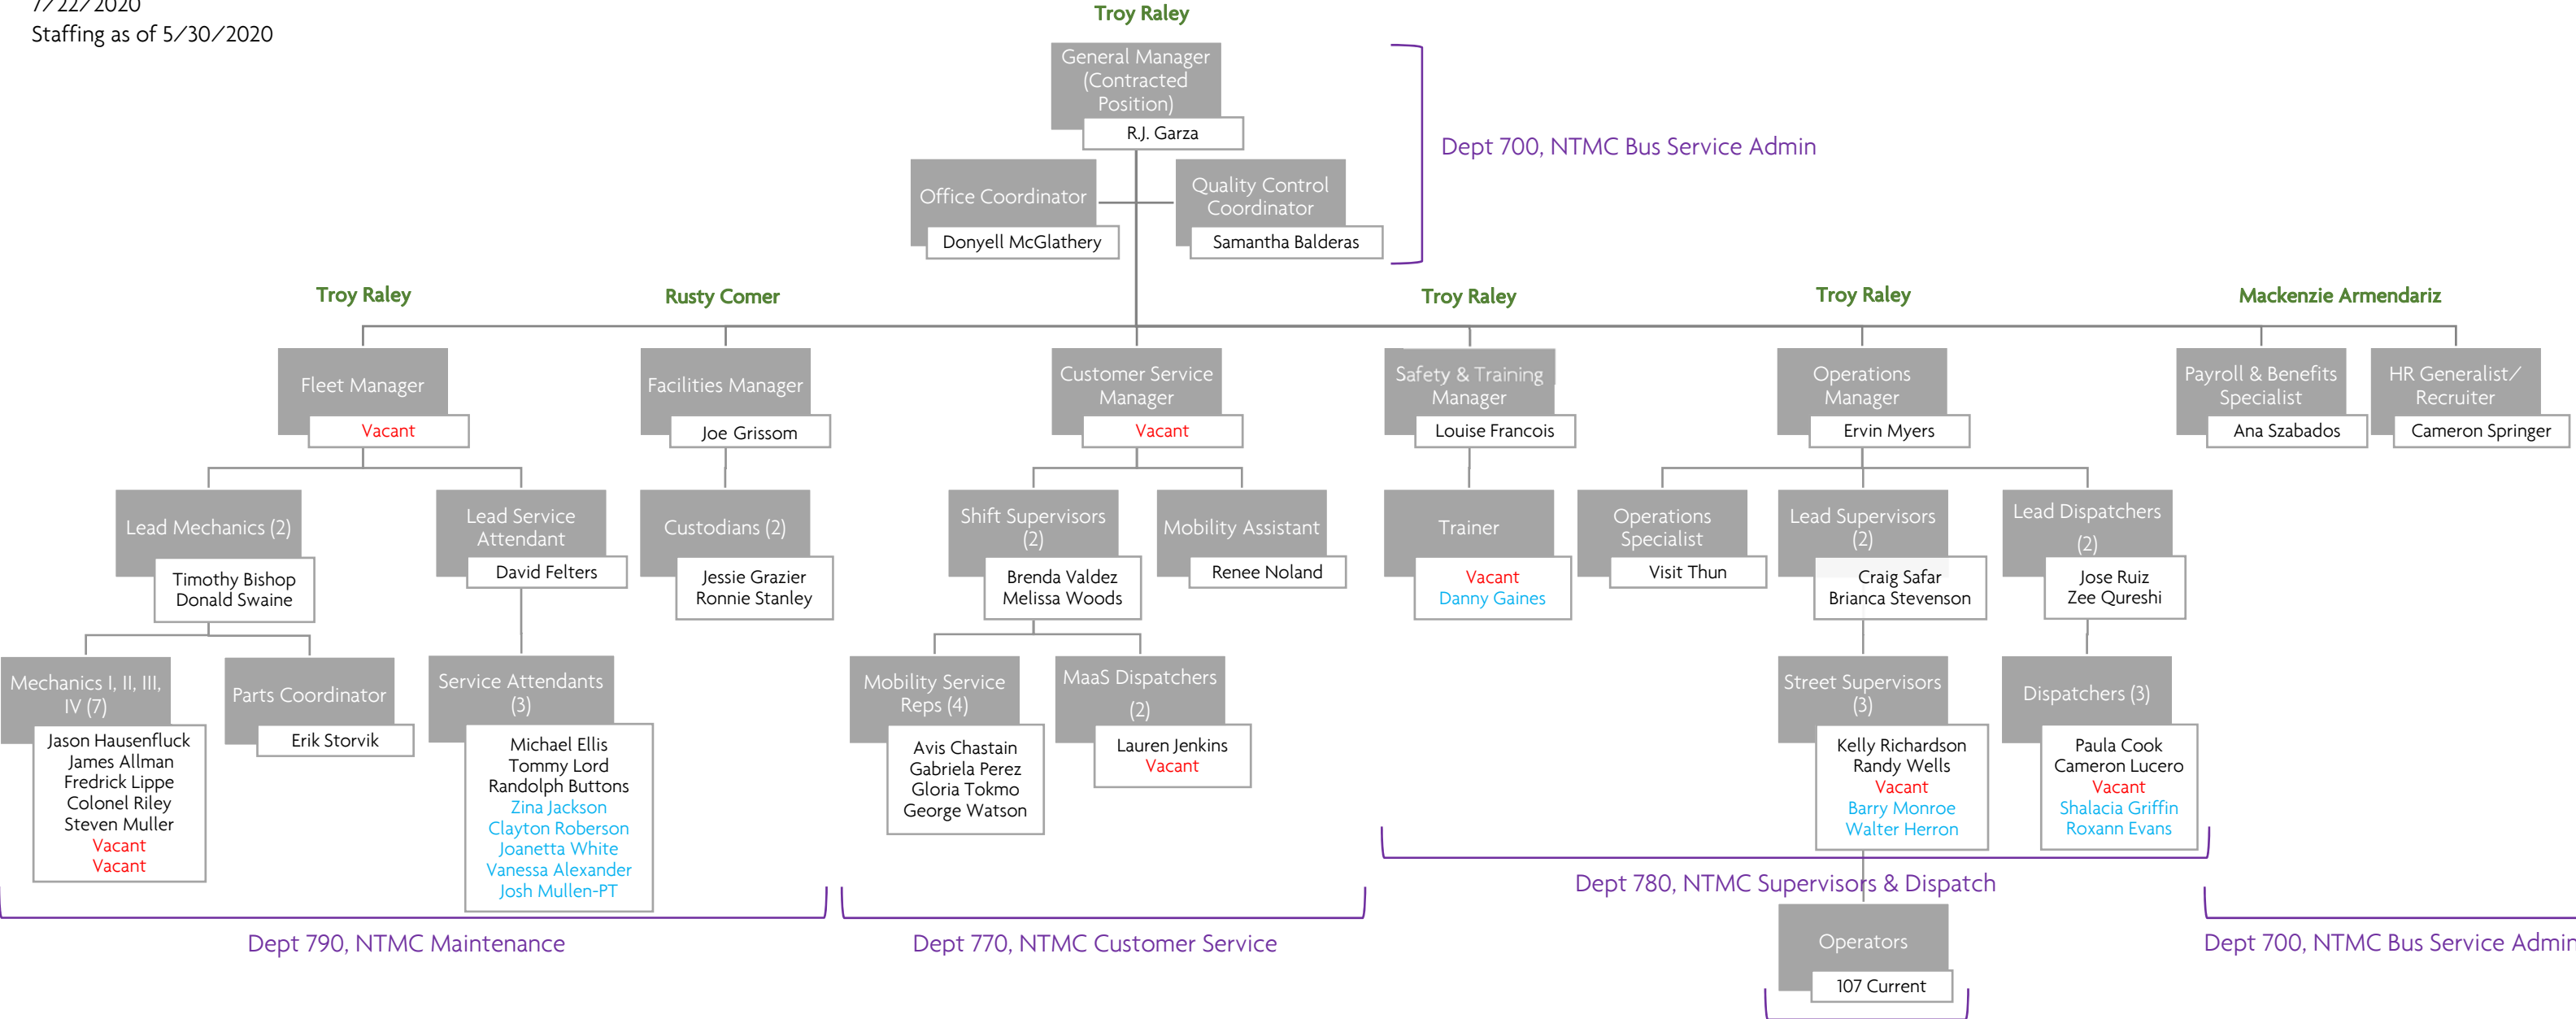 7/22/2020
Staffing as of 5/30/2020
Troy Raley
General Manager
(Contracted
Position)
R.J. Garza
Dept 700, NTMC Bus Service Admin
Office Coordinator
Donyell McGlathery
Quality Control
Coordinator
Samantha Balderas
Troy Raley
Rusty Comer
Troy Raley
Troy Raley
Mackenzie Armendariz
Fleet Manager
Vacant
Facilities Manager
Joe Grissom
Customer Service
Manager
Vacant
Safety & Training
Manager
Louise Francois
Operations
Manager
Ervin Myers
Payroll & Benefits
Specialist
Ana Szabados
HR Generalist/
Recruiter
Cameron Springer
Lead Mechanics (2)
Timothy Bishop
Donald Swaine
Lead Service
Attendant
David Felters
Custodians (2)
Jessie Grazier
Ronnie Stanley
Shift Supervisors
(2)
Brenda Valdez
Melissa Woods
Mobility Assistant
Renee Noland
Trainer
Vacant
Danny Gaines
Operations
Specialist
Visit Thun
Lead Supervisors
(2)
Craig Safar
Brianca Stevenson
Lead Dispatchers
(2)
Jose Ruiz
Zee Qureshi
Mechanics I, II, III,
IV (7)
Jason Hausenfluck
James Allman
Fredrick Lippe
Colonel Riley
Steven Muller
Vacant
Vacant
Parts Coordinator
Erik Storvik
Service Attendants
(3)
Michael Ellis
Tommy Lord
Randolph Buttons
Zina Jackson
Clayton Roberson
Joanetta White
Vanessa Alexander
Josh Mullen-PT
Mobility Service
Reps (4)
Avis Chastain
Gabriela Perez
Gloria Tokmo
George Watson
MaaS Dispatchers
(2)
Lauren Jenkins
Vacant
Street Supervisors
(3)
Kelly Richardson
Randy Wells
Vacant
Barry Monroe
Walter Herron
Dispatchers (3)
Paula Cook
Cameron Lucero
Vacant
Shalacia Griffin
Roxann Evans
Dept 780, NTMC Supervisors & Dispatch
Dept 790, NTMC Maintenance
Dept 770, NTMC Customer Service
Dept 700, NTMC Bus Service Admin
Operators
107 Current